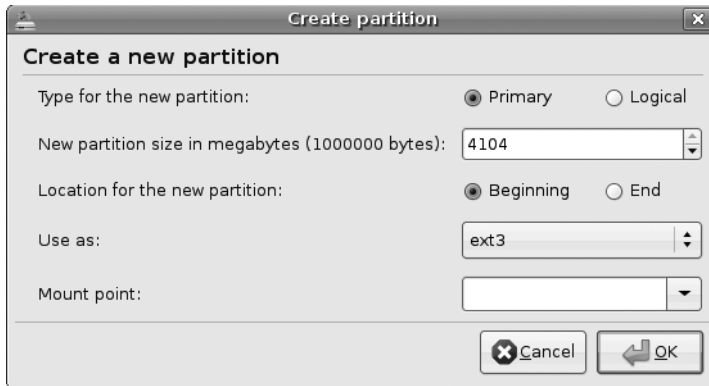 Create partition
Create a new partition
Type for the new partition: Primary Logical
New partition size in megabytes (1000000 bytes): 4104
Location for the new partition: Beginning End
Use as: ext3
Mount point:
Cancel OK